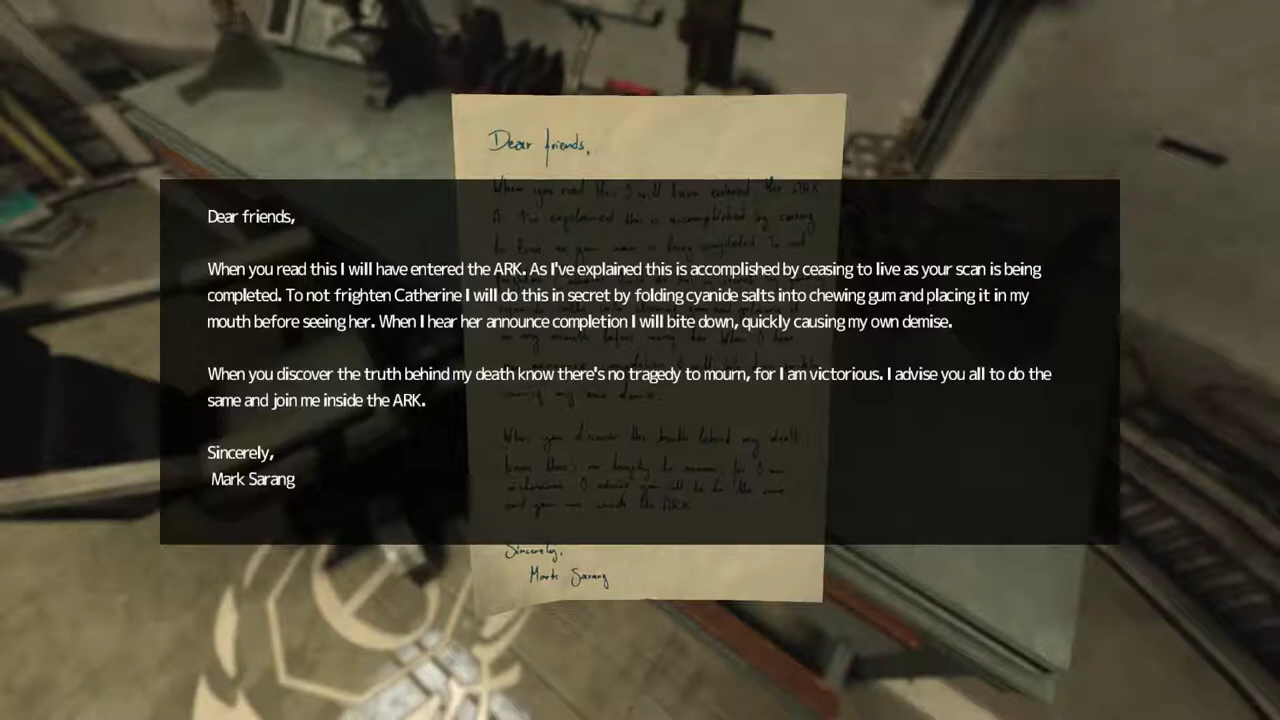 Dear friends,
Dear friends,
When you read this I will have entered the ARK. As I've explained this is accomplished by ceasing to live as your scan is being
completed. To not frighten Catherine I will do this in secret by folding cyanide salts into chewing gum and placing it in my
mouth before seeing her. When I hear her announce completion I will bite down, quickly causing my own demise.
When you discover the truth behind my death know there's no tragedy to mourn, for I am victorious. I advise you all to do the
same and join me inside the ARK.
Sincerely,
Mark Sarang
Sincerely,
Mark Sarang